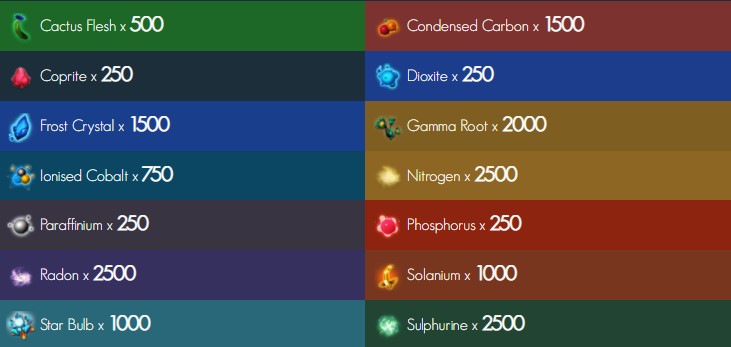 Cactus Flesh x 500
Condensed Carbon x 1500
Coprite x 250
Dioxite x 250
Frost Crystal x 1500
Gamma Root x 2000
Ionised Cobalt x 750
Nitrogen x 2500
Paraffinium x 250
Phosphorus x 250
Radon x 2500
Solanium x 1000
Star Bulb x 1000
Sulphurine x 2500